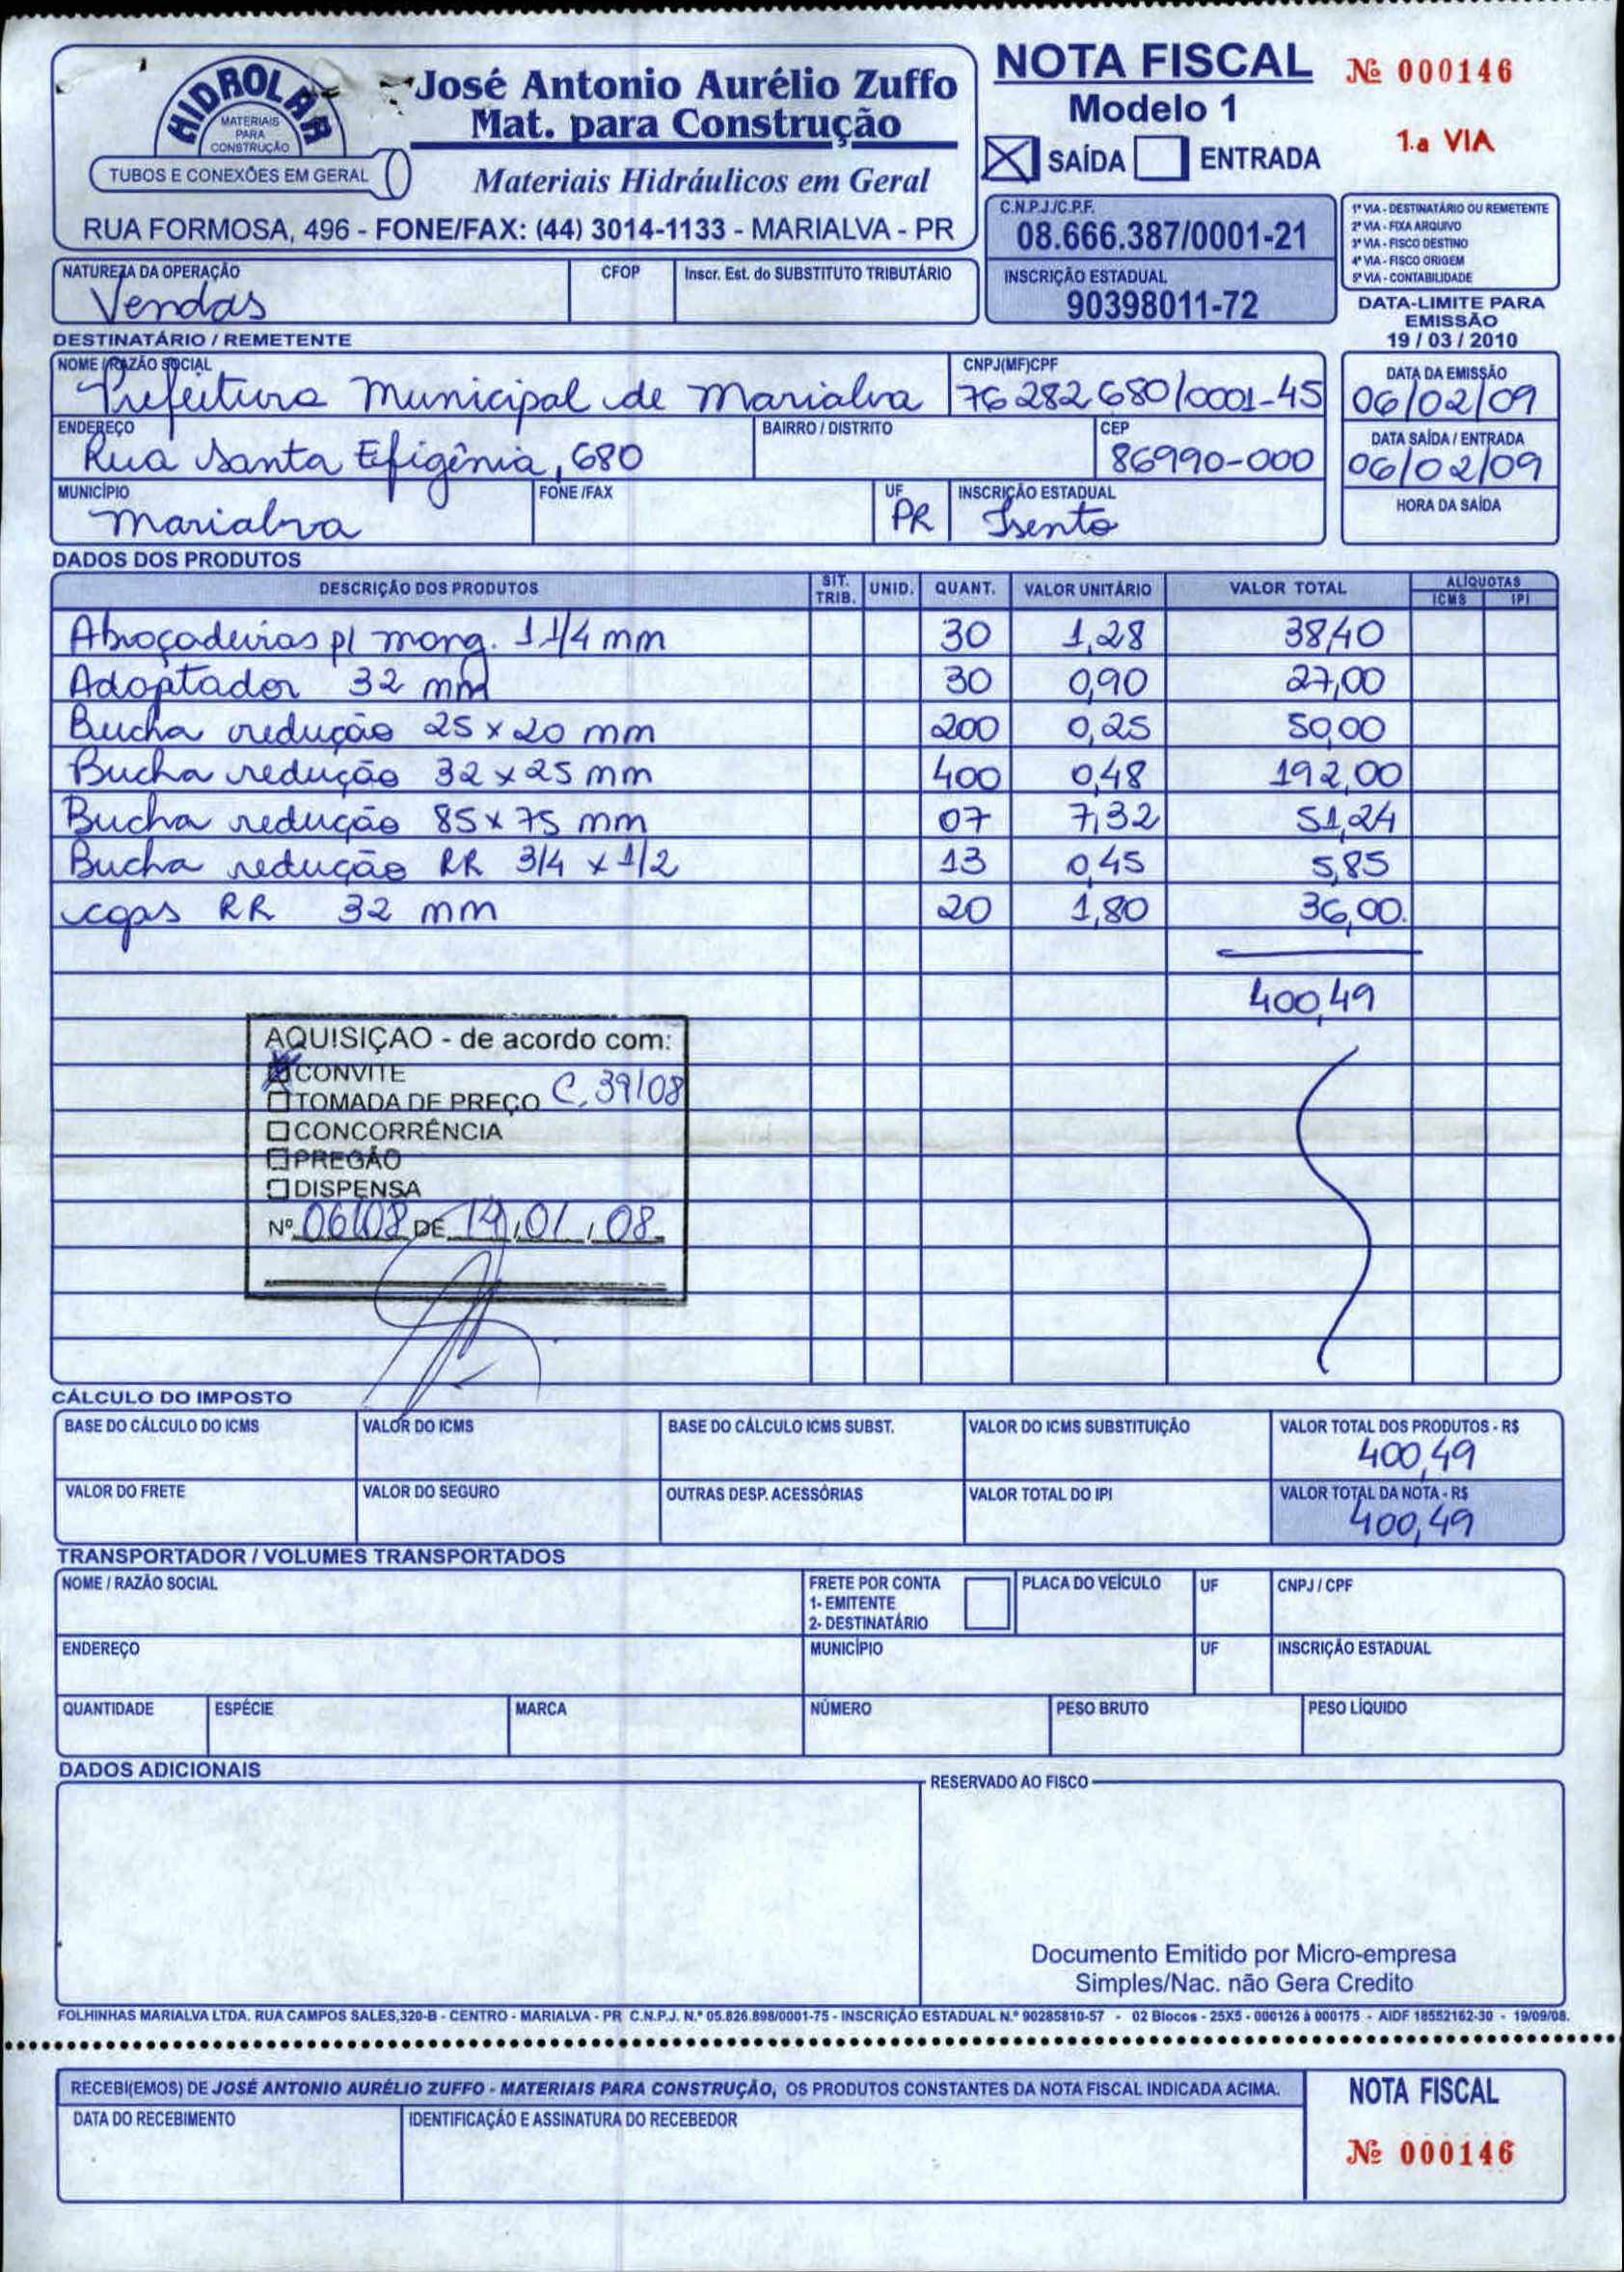 HIDROLAR
MATERIAIS
PARA
CONSTRUÇÃO
TUBOS E CONEXÕES EM GERAL
José Antonio Aurélio Zuffo
Mat. para Construção
Materiais Hidráulicos em Geral
RUA FORMOSA, 496 - FONE/FAX: (44) 3014-1133 - MARIALVA - PR
NOTA FISCAL
Nº 000146
Modelo 1
1.a VIA
SAÍDA ENTRADA
C.N.P.J./C.P.F.
08.666.387/0001-21
INSCRIÇÃO ESTADUAL
90398011-72
1ª VIA - DESTINATÁRIO OU REMETENTE
2ª VIA - FIXA ARQUIVO
3ª VIA - FISCO DESTINO
4ª VIA - FISCO ORIGEM
5ª VIA - CONTABILIDADE
DATA-LIMITE PARA
EMISSÃO
19 / 03 / 2010
NATUREZA DA OPERAÇÃO CFOP Inscr. Est. do SUBSTITUTO TRIBUTÁRIO
Vendas
DESTINATÁRIO / REMETENTE
NOME / RAZÃO SOCIAL CNPJ(MF)CPF DATA DA EMISSÃO
Prefeitura Municipal de Marialva 76 282 680/0001-45 06/02/09
ENDEREÇO BAIRRO / DISTRITO CEP DATA SAÍDA / ENTRADA
Rua Santa Efigênia, 680 86990-000 06/02/09
MUNICÍPIO FONE /FAX UF INSCRIÇÃO ESTADUAL HORA DA SAÍDA
Marialva PR Isento
DADOS DOS PRODUTOS
DESCRIÇÃO DOS PRODUTOS SIT. TRIB. UNID. QUANT. VALOR UNITÁRIO VALOR TOTAL ALÍQUOTAS ICMS IPI
Abraçadeiras p/ mang. 1 1/4 mm 30 1,28 38,40
Adaptador 32 mm 30 0,90 27,00
Bucha redução 25 x 20 mm 200 0,25 50,00
Bucha redução 32 x 25 mm 400 0,48 192,00
Bucha redução 85 x 75 mm 07 7,32 51,24
Bucha redução RR 3/4 x 1/2 13 0,45 5,85
caps RR 32 mm 20 1,80 36,00
400,49
AQUISIÇAO - de acordo com:
CONVITE
TOMADA DE PREÇO C. 39/08
CONCORRÊNCIA
PREGÃO
DISPENSA
Nº DE 01 / 08
CÁLCULO DO IMPOSTO
BASE DO CÁLCULO DO ICMS VALOR DO ICMS BASE DO CÁLCULO ICMS SUBST. VALOR DO ICMS SUBSTITUIÇÃO VALOR TOTAL DOS PRODUTOS - R$
400,49
VALOR DO FRETE VALOR DO SEGURO OUTRAS DESP. ACESSÓRIAS VALOR TOTAL DO IPI VALOR TOTAL DA NOTA - R$
400,49
TRANSPORTADOR / VOLUMES TRANSPORTADOS
NOME / RAZÃO SOCIAL FRETE POR CONTA PLACA DO VEÍCULO UF CNPJ / CPF
1- EMITENTE
2- DESTINATÁRIO
ENDEREÇO MUNICÍPIO UF INSCRIÇÃO ESTADUAL
QUANTIDADE ESPÉCIE MARCA NÚMERO PESO BRUTO PESO LÍQUIDO
DADOS ADICIONAIS
RESERVADO AO FISCO
Documento Emitido por Micro-empresa
Simples/Nac. não Gera Credito
FOLHINHAS MARIALVA LTDA. RUA CAMPOS SALES,320-B - CENTRO - MARIALVA - PR C.N.P.J. N.º 05.826.898/0001-75 - INSCRIÇÃO ESTADUAL N.º 90285810-57 - 02 Blocos - 25X5 - 000126 à 000175 - AIDF 18552162-30 - 19/09/08.
RECEBI(EMOS) DE JOSÉ ANTONIO AURÉLIO ZUFFO - MATERIAIS PARA CONSTRUÇÃO, OS PRODUTOS CONSTANTES DA NOTA FISCAL INDICADA ACIMA.
DATA DO RECEBIMENTO IDENTIFICAÇÃO E ASSINATURA DO RECEBEDOR
NOTA FISCAL
Nº 000146